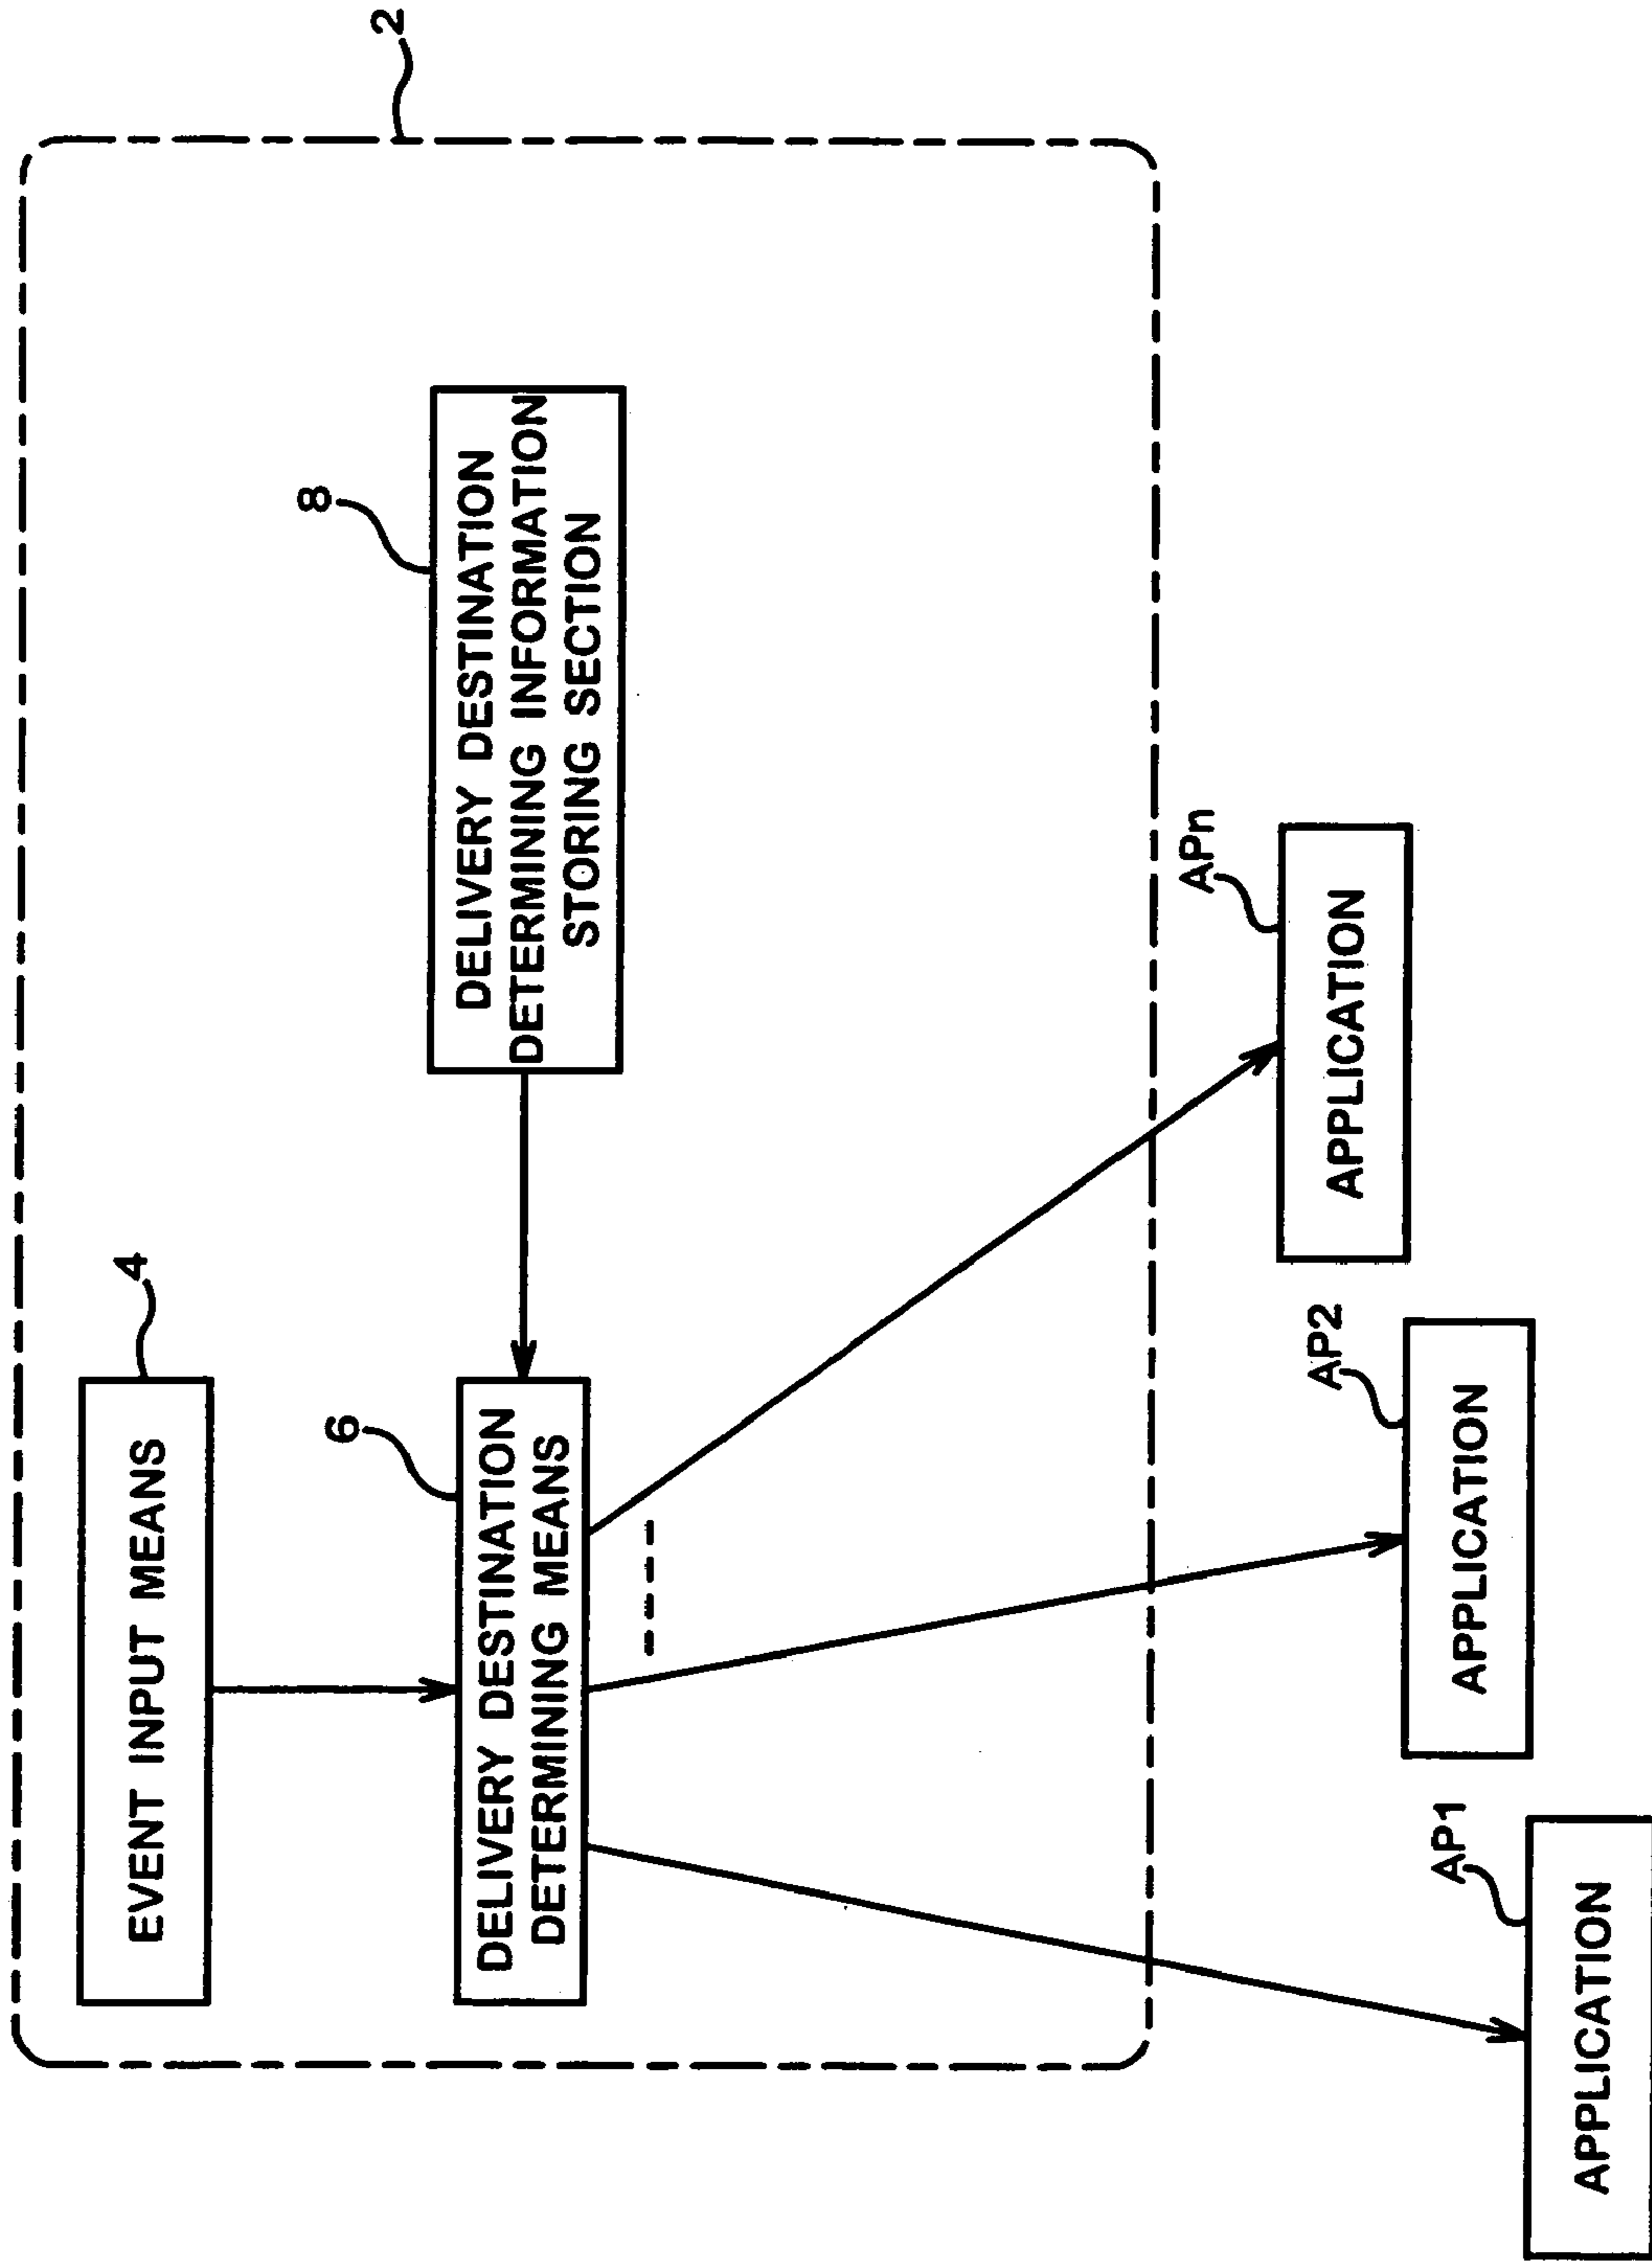 2
4
EVENT INPUT MEANS
6
DELIVERY DESTINATION
DETERMINING MEANS
8
DELIVERY DESTINATION
DETERMINING INFORMATION
STORING SECTION
AP1
APPLICATION
AP2
APPLICATION
APn
APPLICATION